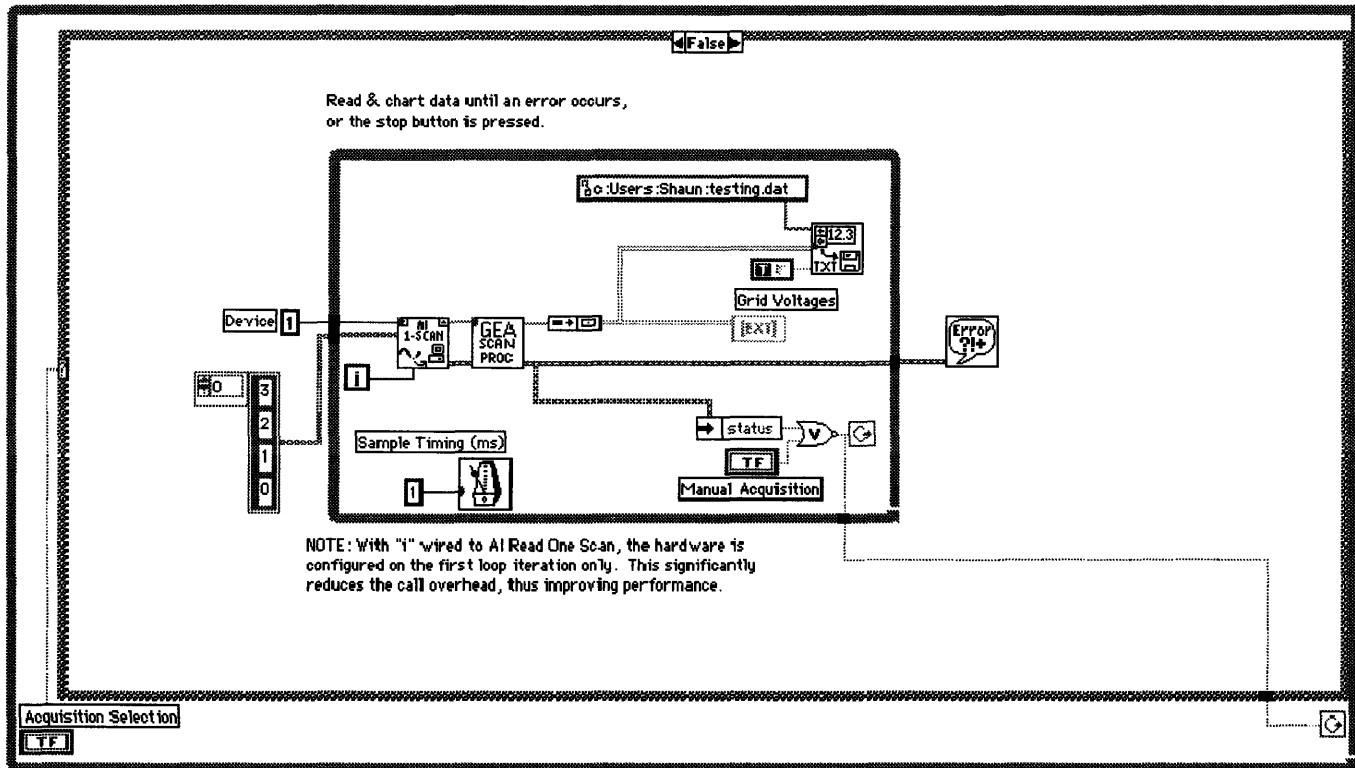 False
Read & chart data until an error occurs,
or the stop button is pressed.
c:Users:Shaun:testing.dat
12.3
TXT
T
Grid Voltages
[EXT]
Device 1
AI
1-SCAN
GEA
SCAN
PROC
Error
?!+
i
0
3
2
1
0
status
V
TF
Manual Acquisition
Sample Timing (ms)
1
NOTE: With "i" wired to AI Read One Scan, the hardware is
configured on the first loop iteration only. This significantly
reduces the call overhead, thus improving performance.
Acquisition Selection
TF